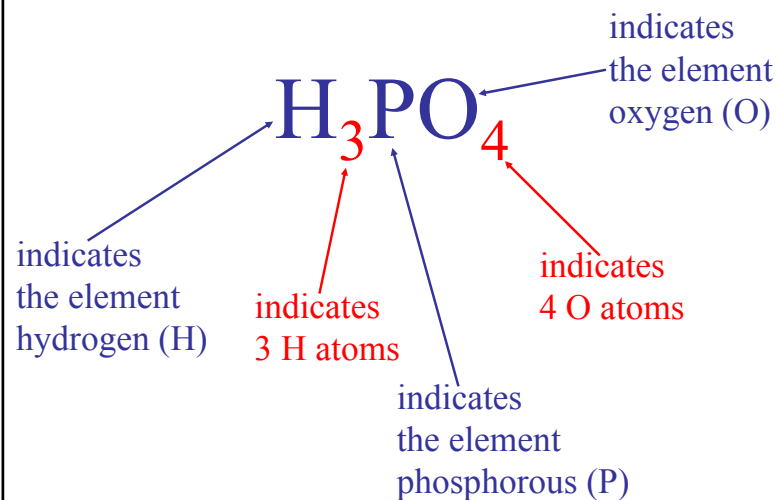 indicates
the element
oxygen (O)
H₃PO₄
indicates
the element
hydrogen (H)
indicates
3 H atoms
indicates
4 O atoms
indicates
the element
phosphorous (P)